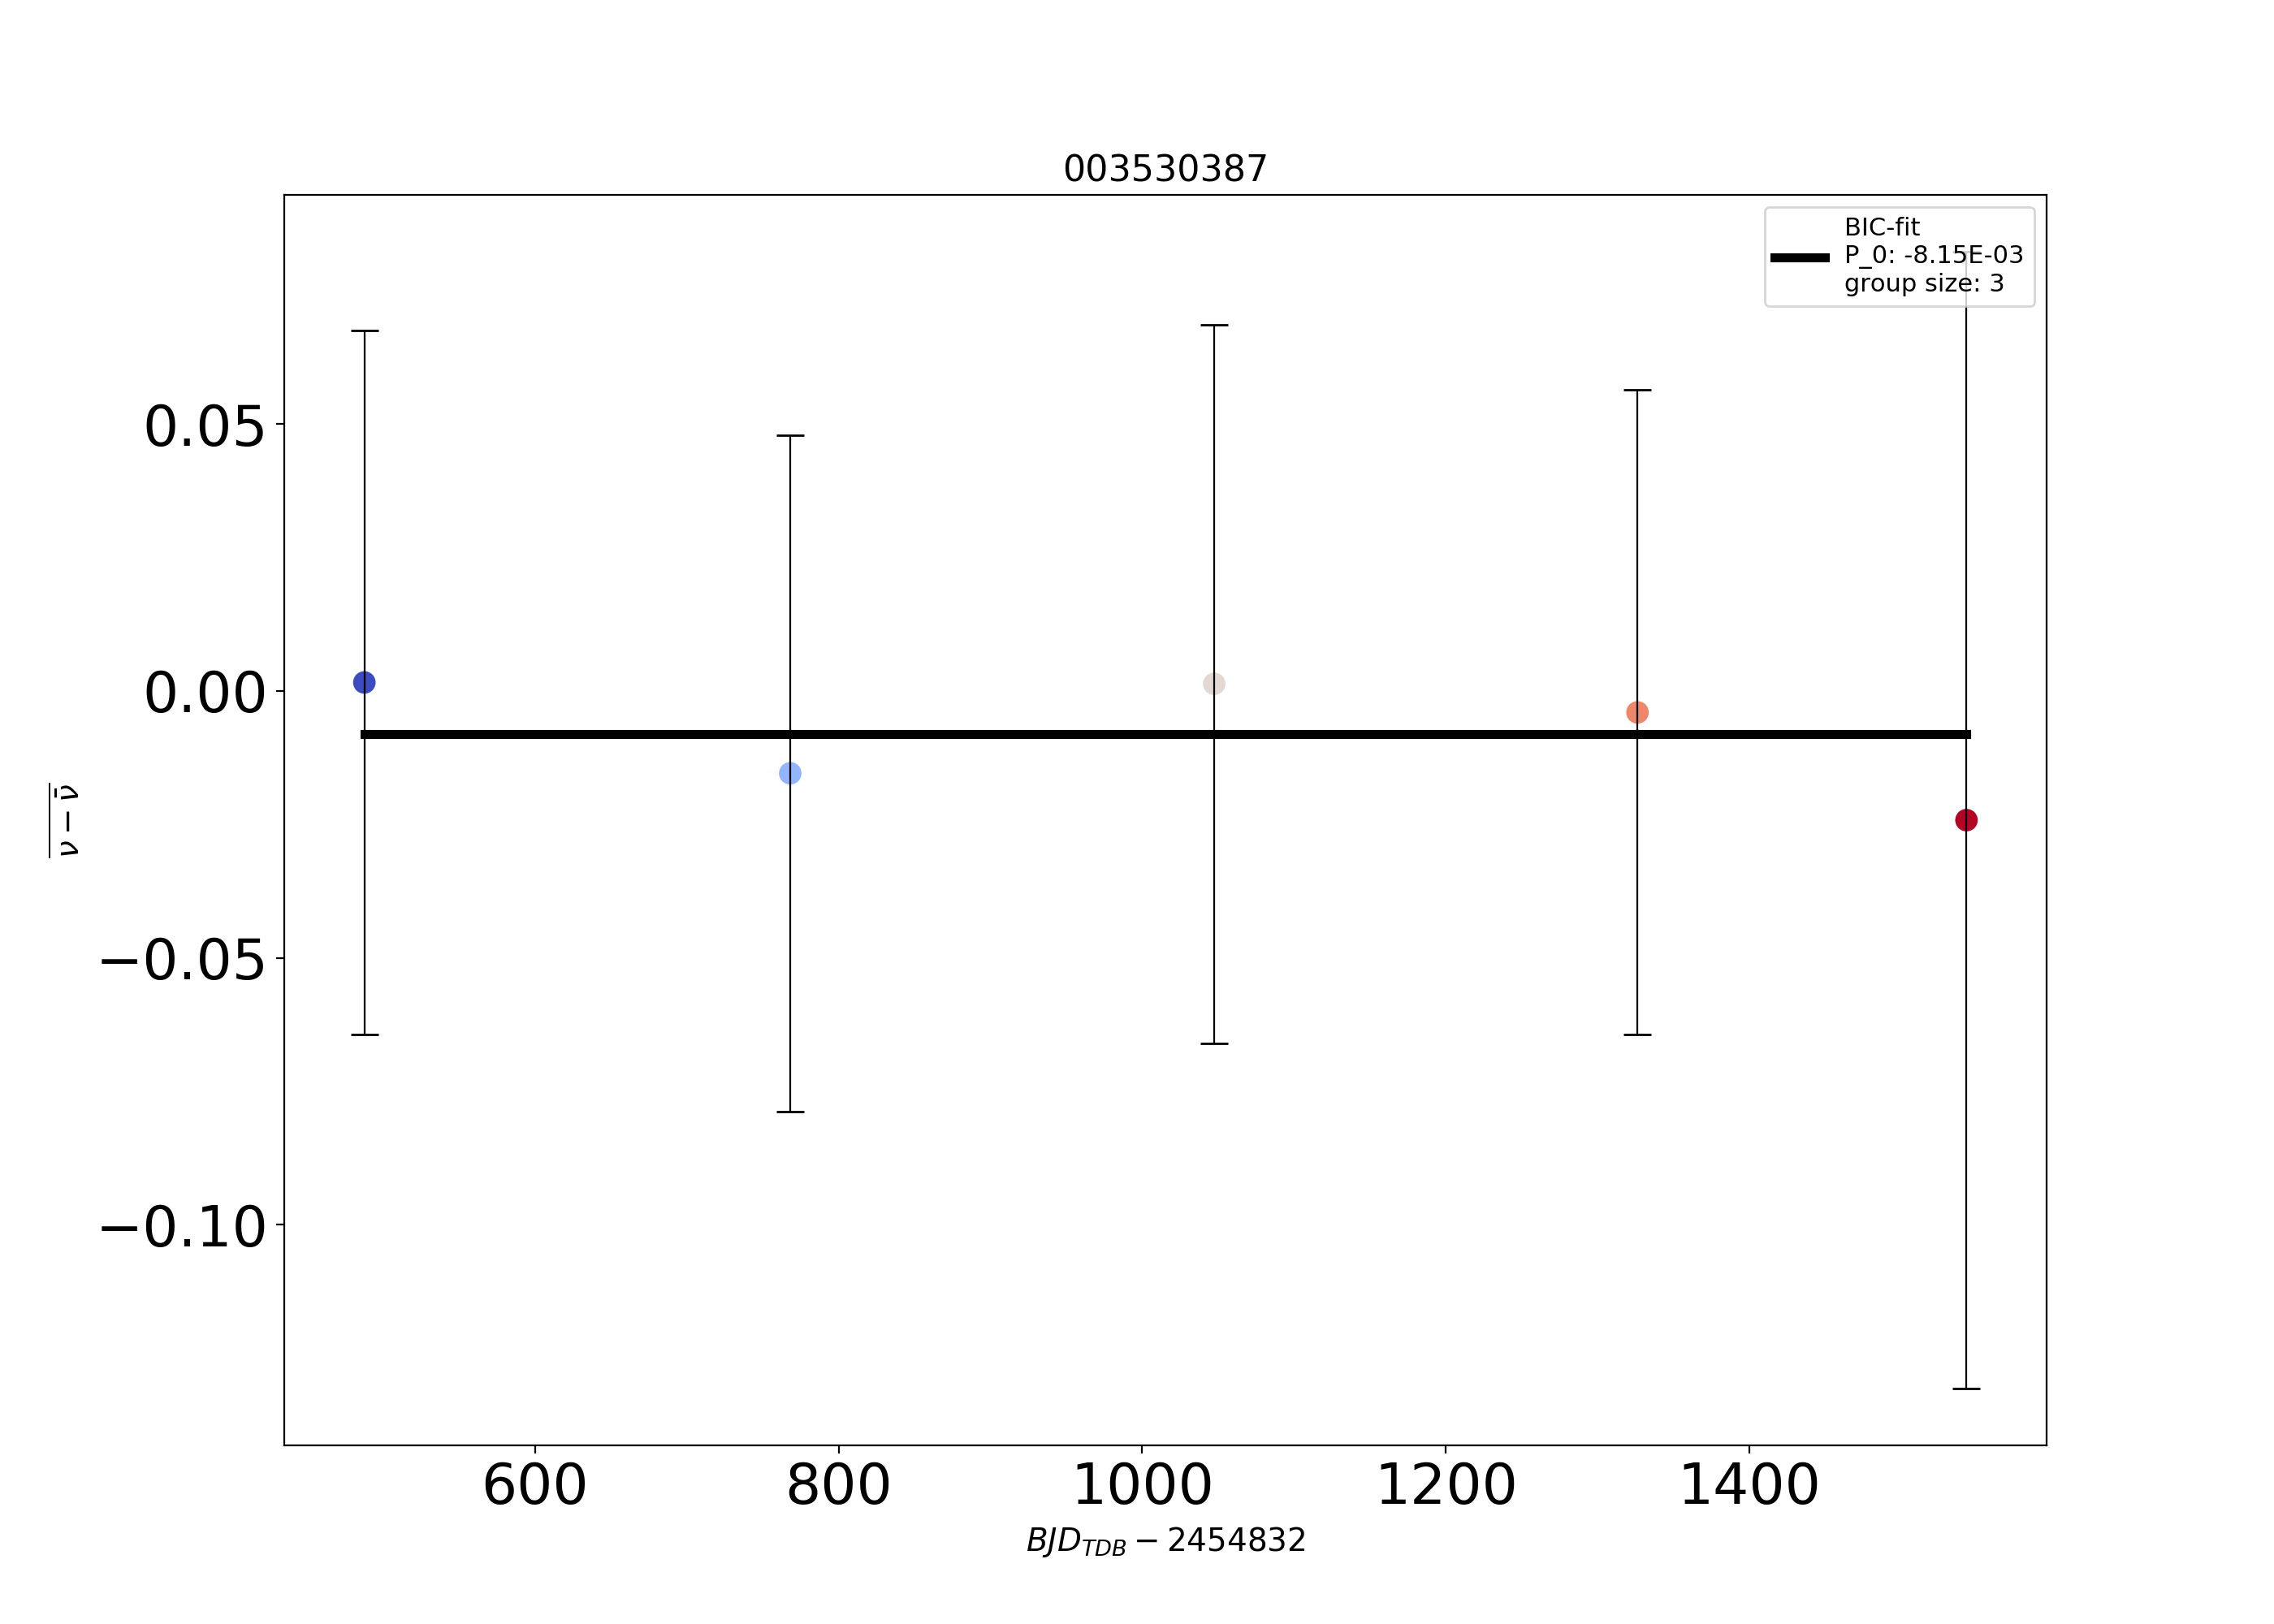 003530387
BIC-fit
P_0: -8.15E-03
group size: 3
0.05
0.00
−0.05
−0.10
ν − ν̄
600 800 1000 1200 1400
BJD_TDB − 2454832